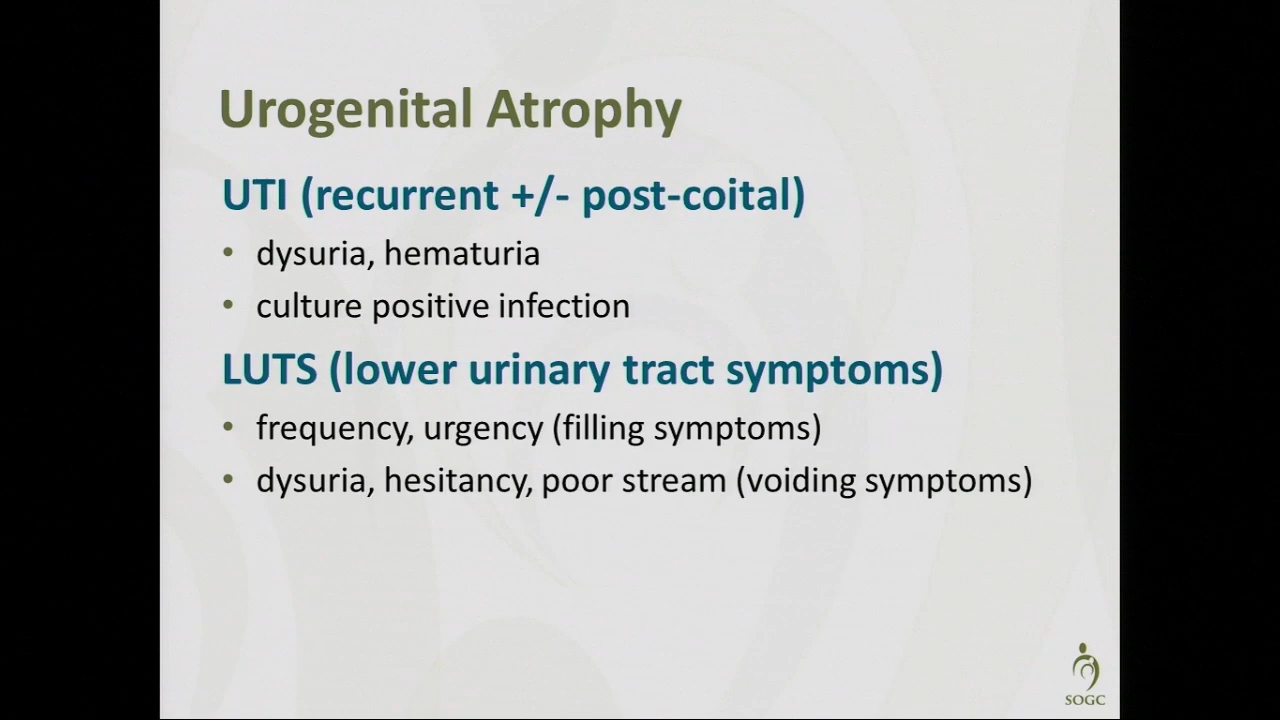 Urogenital Atrophy
UTI (recurrent +/- post-coital)
• dysuria, hematuria
• culture positive infection
LUTS (lower urinary tract symptoms)
• frequency, urgency (filling symptoms)
• dysuria, hesitancy, poor stream (voiding symptoms)
SOGC